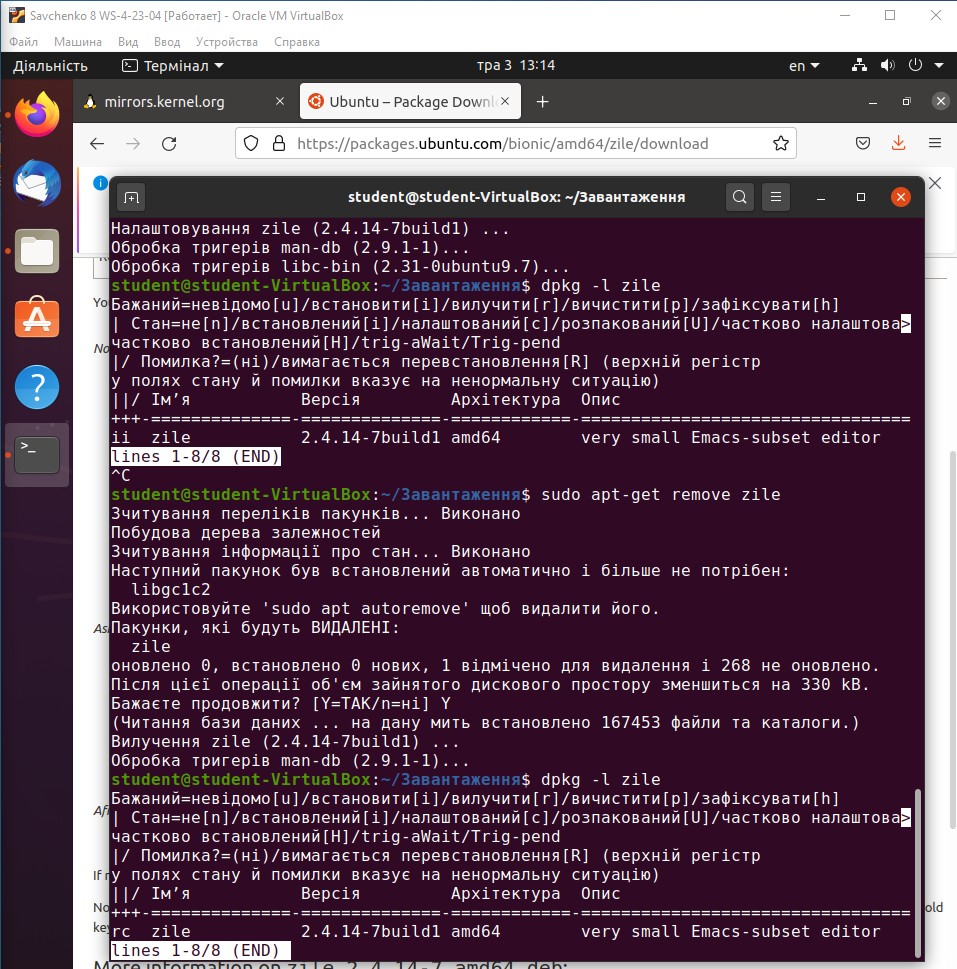 Savchenko 8 WS-4-23-04 [Работает] - Oracle VM VirtualBox
Файл Машина Вид Ввод Устройства Справка
Діяльність Термінал тра 3 13:14 en
mirrors.kernel.org Ubuntu – Package Downl
https://packages.ubuntu.com/bionic/amd64/zile/download
student@student-VirtualBox: ~/Завантаження
Налаштовування zile (2.4.14-7build1) ...
Обробка тригерів man-db (2.9.1-1)...
Обробка тригерів libc-bin (2.31-0ubuntu9.7)...
student@student-VirtualBox:~/Завантаження$ dpkg -l zile
Бажаний=невідомо[u]/встановити[i]/вилучити[r]/вичистити[p]/зафіксувати[h]
| Стан=не[n]/встановлений[i]/налаштований[c]/розпакований[U]/частково налаштова>
частково встановлений[H]/trig-aWait/Trig-pend
|/ Помилка?=(ні)/вимагається перевстановлення[R] (верхній регістр
у полях стану й помилки вказує на ненормальну ситуацію)
||/ Ім’я Версія Архітектура Опис
+++-==============-==============-============-=================================
ii zile 2.4.14-7build1 amd64 very small Emacs-subset editor
lines 1-8/8 (END)
^C
student@student-VirtualBox:~/Завантаження$ sudo apt-get remove zile
Зчитування переліків пакунків... Виконано
Побудова дерева залежностей
Зчитування інформації про стан... Виконано
Наступний пакунок був встановлений автоматично і більше не потрібен:
libgc1c2
Використовуйте 'sudo apt autoremove' щоб видалити його.
Пакунки, які будуть ВИДАЛЕНІ:
zile
оновлено 0, встановлено 0 нових, 1 відмічено для видалення і 268 не оновлено.
Після цієї операції об'єм зайнятого дискового простору зменшиться на 330 kB.
Бажаєте продовжити? [Y=ТАК/n=ні] Y
(Читання бази даних ... на дану мить встановлено 167453 файли та каталоги.)
Вилучення zile (2.4.14-7build1) ...
Обробка тригерів man-db (2.9.1-1)...
student@student-VirtualBox:~/Завантаження$ dpkg -l zile
Бажаний=невідомо[u]/встановити[i]/вилучити[r]/вичистити[p]/зафіксувати[h]
| Стан=не[n]/встановлений[i]/налаштований[c]/розпакований[U]/частково налаштова>
частково встановлений[H]/trig-aWait/Trig-pend
|/ Помилка?=(ні)/вимагається перевстановлення[R] (верхній регістр
у полях стану й помилки вказує на ненормальну ситуацію)
||/ Ім’я Версія Архітектура Опис
+++-==============-==============-============-=================================
rc zile 2.4.14-7build1 amd64 very small Emacs-subset editor
lines 1-8/8 (END)
old
More information on zile_2.4.14-7_amd64.deb: